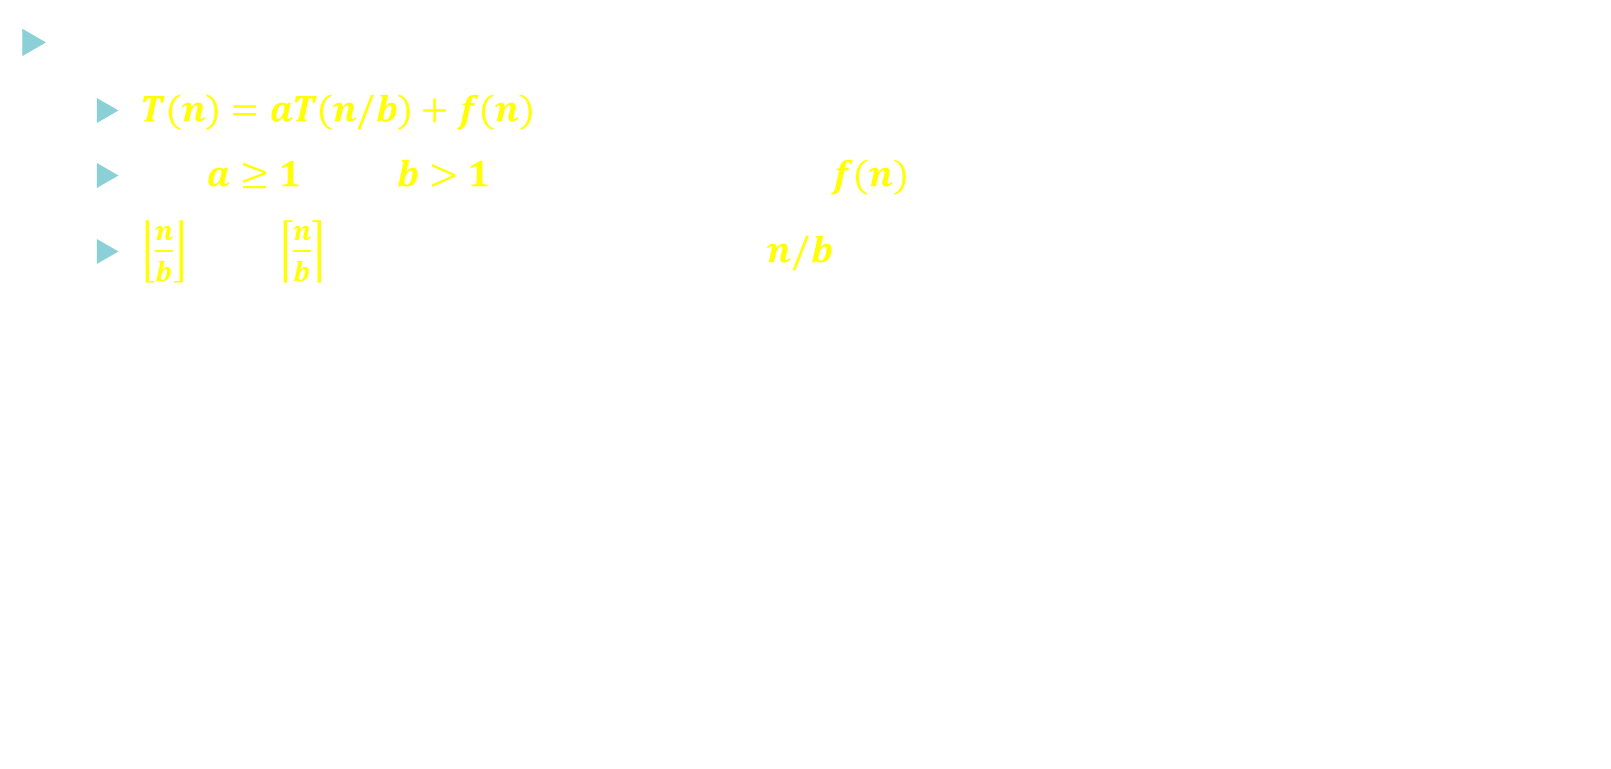 T(n) = aT(n/b) + f(n)
a ≥ 1 b > 1 f(n)
⌊n/b⌋ ⌈n/b⌉ n/b